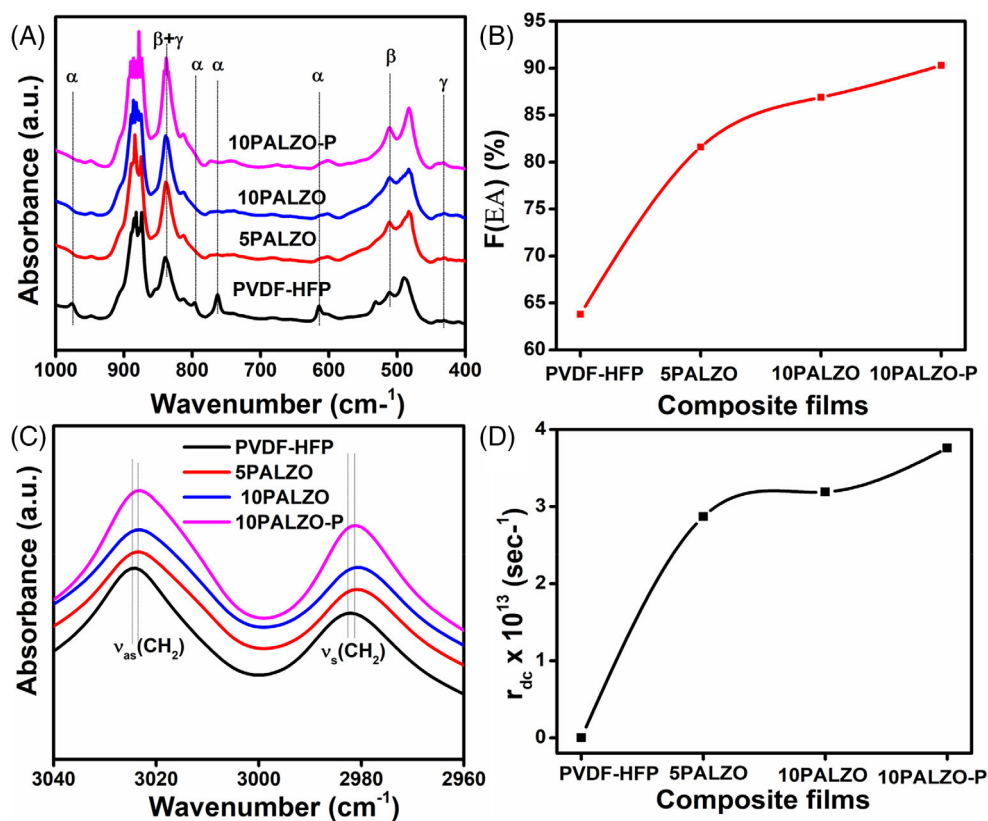 (A)
Absorbance (a.u.)
α
β+γ
α
α
α
β
γ
10PALZO-P
10PALZO
5PALZO
PVDF-HFP
1000 900 800 700 600 500 400
Wavenumber (cm-¹)
(B)
F(EA) (%)
95
90
85
80
75
70
65
60
PVDF-HFP 5PALZO 10PALZO 10PALZO-P
Composite films
(C)
Absorbance (a.u.)
PVDF-HFP
5PALZO
10PALZO
10PALZO-P
νas(CH₂)
νs(CH₂)
3040 3020 3000 2980 2960
Wavenumber (cm⁻¹)
(D)
r_dc x 10¹³ (sec-¹)
4
3
2
1
0
PVDF-HFP 5PALZO 10PALZO 10PALZO-P
Composite films